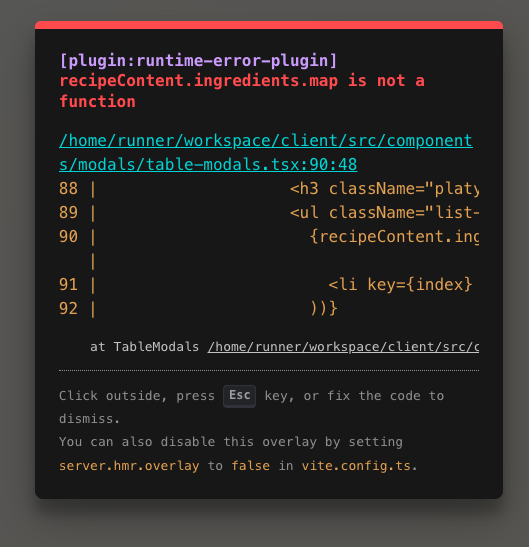 [plugin:runtime-error-plugin]
recipeContent.ingredients.map is not a
function
/home/runner/workspace/client/src/component
s/modals/table-modals.tsx:90:48
88 | <h3 className="platy
89 | <ul className="list-
90 | {recipeContent.ing
|
91 | <li key={index}
92 | ))}
at TableModals /home/runner/workspace/client/src/c
Click outside, press Esc key, or fix the code to
dismiss.
You can also disable this overlay by setting
server.hmr.overlay to false in vite.config.ts.